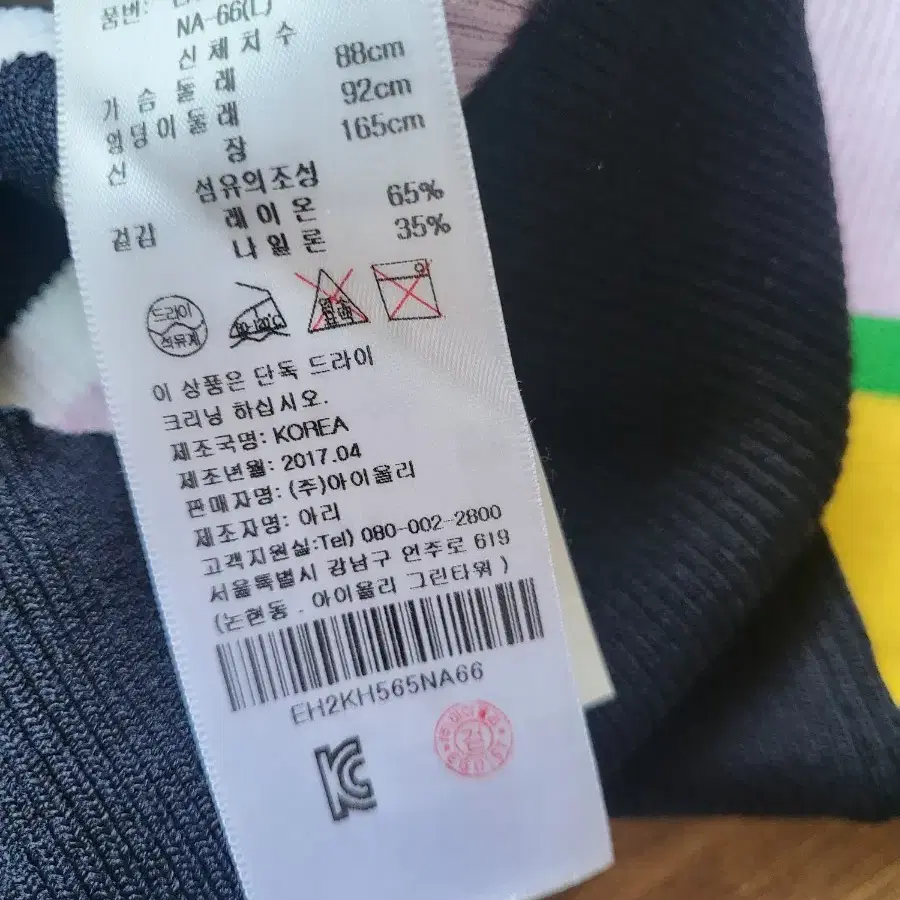 품번:
NA-66(L)
신체치수
가슴둘레 88cm
엉덩이둘레 92cm
신장 165cm
섬유의조성
겉감 레이온 65%
나일론 35%
드라이
석유계
이 상품은 단독 드라이
크리닝 하십시오.
제조국명: KOREA
제조년월: 2017.04
판매자명: (주)아이올리
제조자명: 아리
고객지원실:Tel) 080-002-2800
서울특별시 강남구 언주로 619
(논현동 · 아이올리 그린타워)
EH2KH565NA66
KC
검